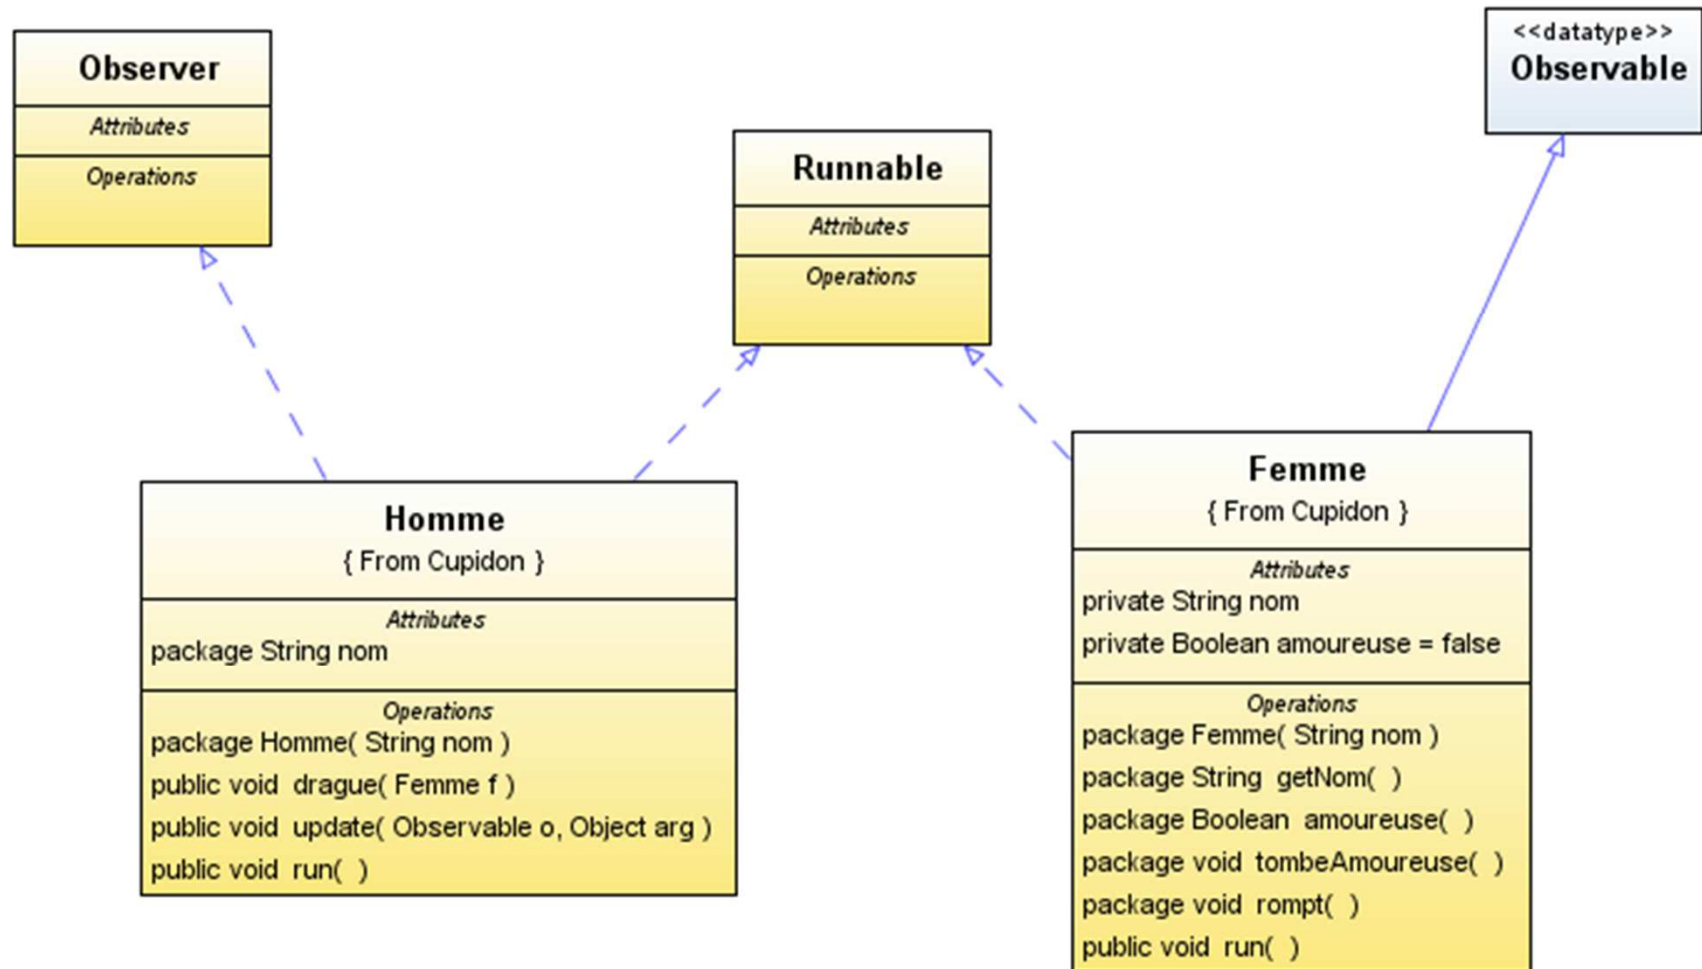 Observer
Attributes
Operations
Runnable
Attributes
Operations
<<datatype>>
Observable
Homme
{ From Cupidon }
Attributes
package String nom
Operations
package Homme( String nom )
public void drague( Femme f )
public void update( Observable o, Object arg )
public void run( )
Femme
{ From Cupidon }
Attributes
private String nom
private Boolean amoureuse = false
Operations
package Femme( String nom )
package String getNom( )
package Boolean amoureuse( )
package void tombeAmoureuse( )
package void rompt( )
public void run( )